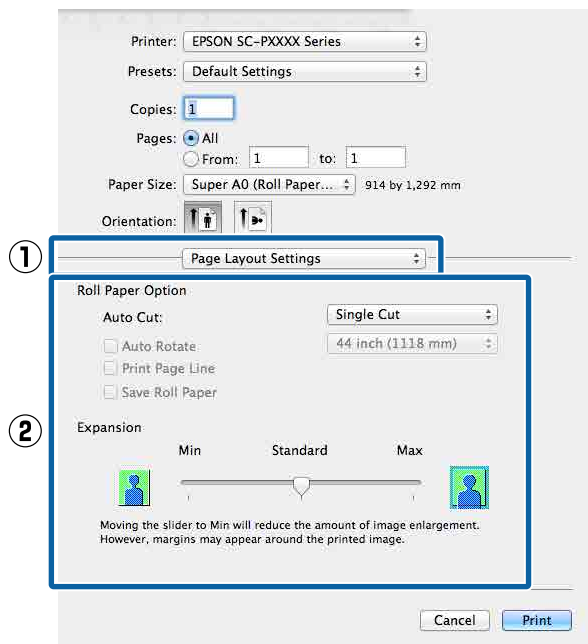 Printer: EPSON SC-PXXXX Series
Presets: Default Settings
Copies: 1
Pages: All
From: 1 to: 1
Paper Size: Super A0 (Roll Paper... 914 by 1,292 mm
Orientation:
① Page Layout Settings
Roll Paper Option
Auto Cut: Single Cut
Auto Rotate 44 inch (1118 mm)
Print Page Line
Save Roll Paper
② Expansion
Min Standard Max
Moving the slider to Min will reduce the amount of image enlargement.
However, margins may appear around the printed image.
Cancel Print